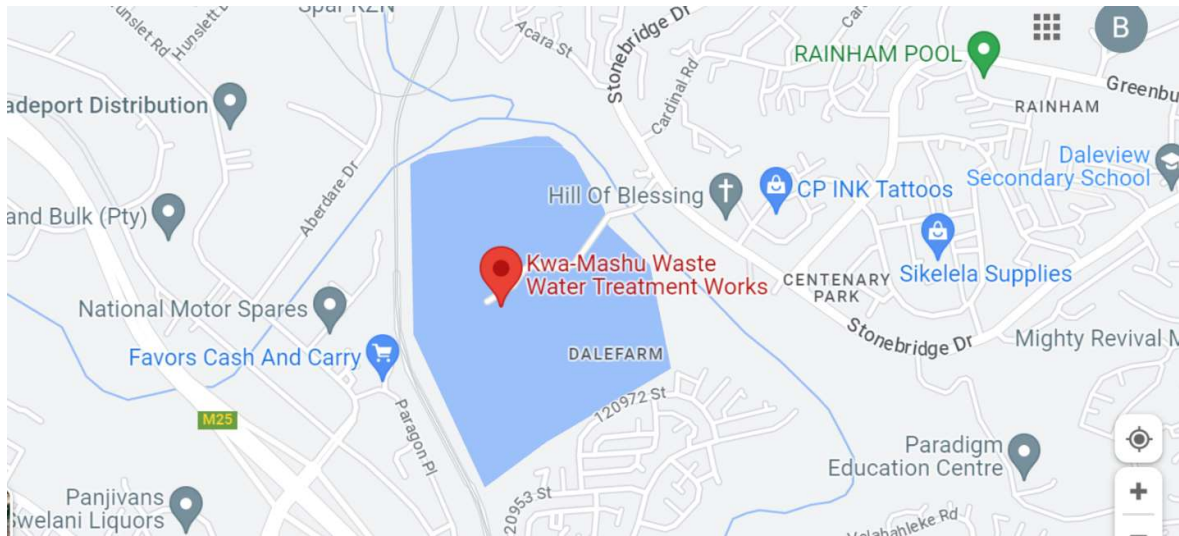 Spar KZN
Hunslet Rd
Hunslett Rd
Acara St
Stonebridge Dr
Cardinal Rd
B
RAINHAM POOL
Greenbu
RAINHAM
adeport Distribution
Aberdare Dr
Daleview
Secondary School
Hill Of Blessing
CP INK Tattoos
and Bulk (Pty)
Kwa-Mashu Waste
Water Treatment Works
CENTENARY
PARK
Sikelela Supplies
National Motor Spares
Stonebridge Dr
Mighty Revival M
Favors Cash And Carry
DALEFARM
120972 St
M25
Paragon Pl
Paradigm
Education Centre
Panjivans
swelani Liquors
20953 St
+